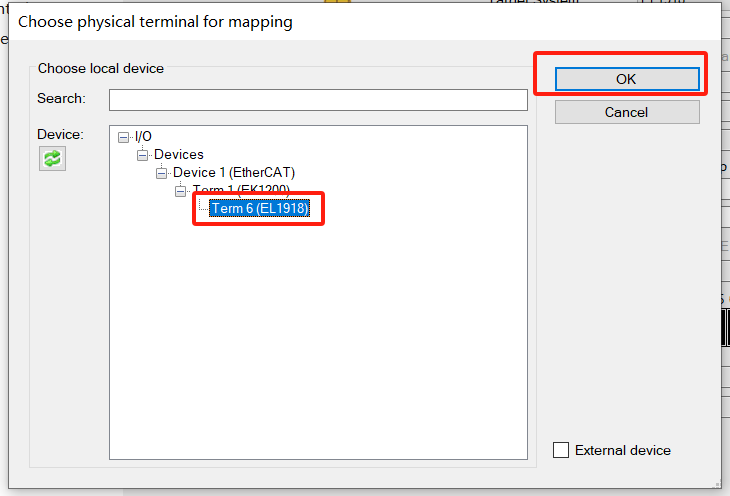 Choose physical terminal for mapping
Choose local device
Search:
OK
Cancel
Device:
I/O
Devices
Device 1 (EtherCAT)
Term 1 (EK1200)
Term 6 (EL1918)
External device